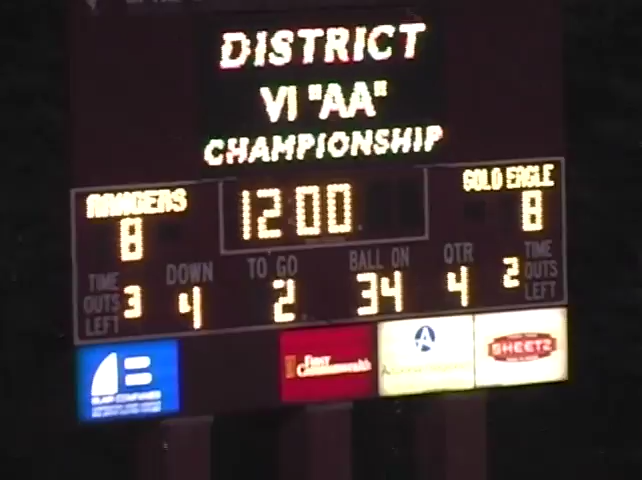 DISTRICT
VI "AA"
CHAMPIONSHIP
RANGERS 12:00 GOLD EAGLE
8 8
TIME OUTS LEFT 3 DOWN 4 TO GO 2 BALL ON 34 QTR 4 2 TIME OUTS LEFT
First
Commonwealth
SHEETZ